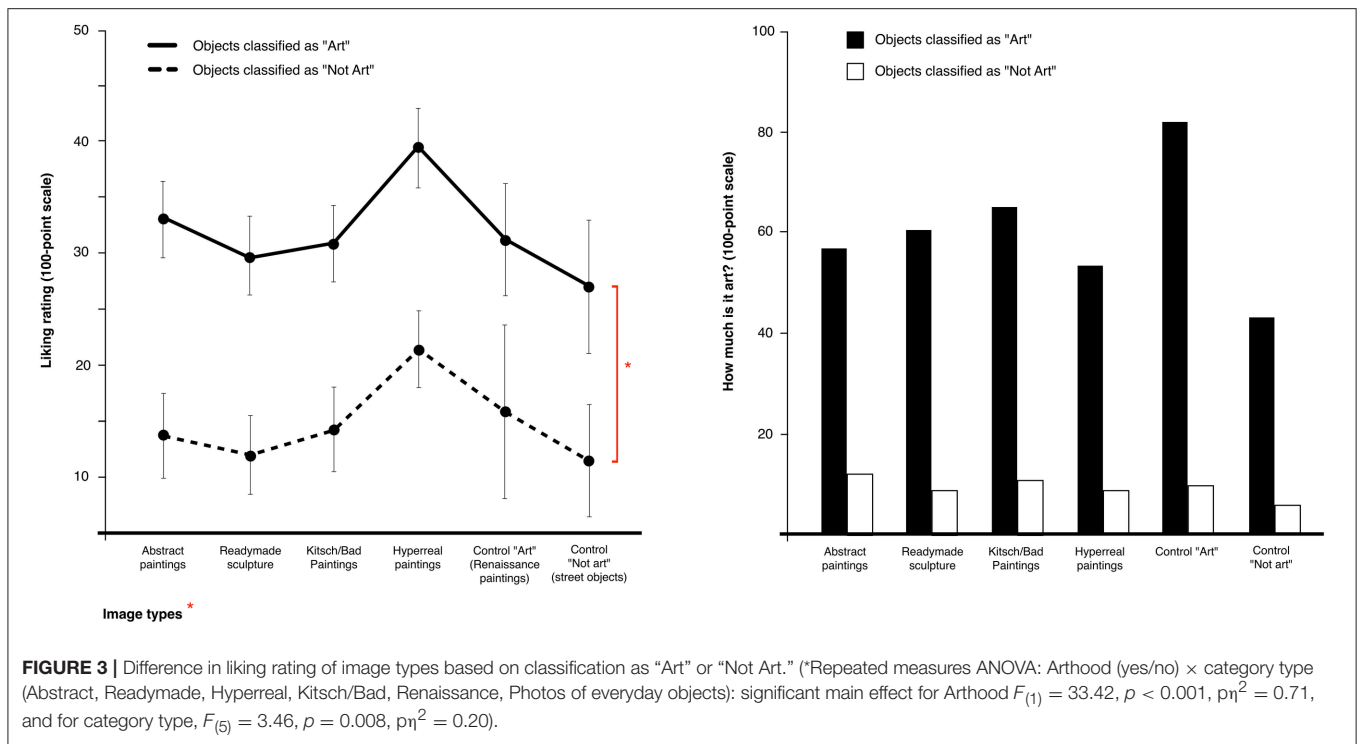 50
40
30
20
10
Liking rating (100-point scale)
Objects classified as "Art"
Objects classified as "Not Art"
*
Abstract
paintings
Readymade
sculpture
Kitsch/Bad
Paintings
Hyperreal
paintings
Control "Art"
(Renaissance
paintings)
Control
"Not art"
(street objects)
Image types *
100
80
60
40
20
How much is it art? (100-point scale)
Objects classified as "Art"
Objects classified as "Not Art"
Abstract
paintings
Readymade
sculpture
Kitsch/Bad
Paintings
Hyperreal
paintings
Control "Art"
Control
"Not art"
FIGURE 3 | Difference in liking rating of image types based on classification as “Art” or “Not Art.” (*Repeated measures ANOVA: Arthood (yes/no) × category type
(Abstract, Readymade, Hyperreal, Kitsch/Bad, Renaissance, Photos of everyday objects): significant main effect for Arthood F(1) = 33.42, p < 0.001, pη² = 0.71,
and for category type, F(5) = 3.46, p = 0.008, pη² = 0.20).